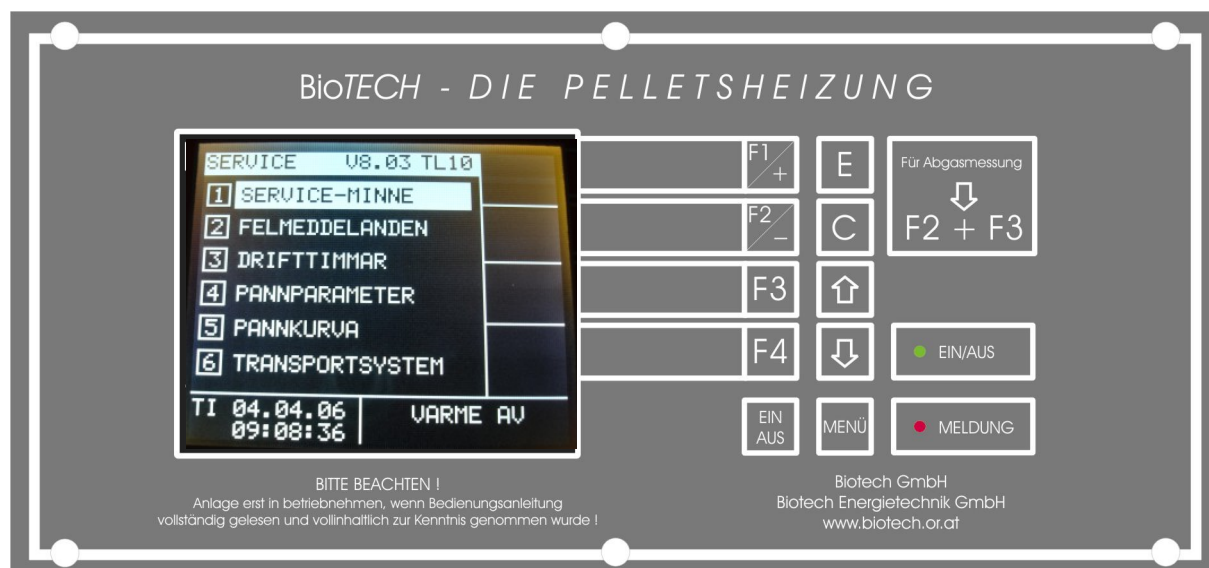 BioTECH - DIE PELLETSHEIZUNG
SERVICE V8.03 TL10
1 SERVICE-MINNE
2 FELMEDDELANDEN
3 DRIFTTIMMAR
4 PANNPARAMETER
5 PANNKURVA
6 TRANSPORTSYSTEM
TI 04.04.06
09:08:36
VARME AV
F1/+
F2/-
F3
F4
E
C
Für Abgasmessung
F2 + F3
EIN/AUS
EIN
AUS
MENÜ
MELDUNG
BITTE BEACHTEN !
Anlage erst in betriebnehmen, wenn Bedienungsanleitung
vollständig gelesen und vollinhaltlich zur Kenntnis genommen wurde !
Biotech GmbH
Biotech Energietechnik GmbH
www.biotech.or.at